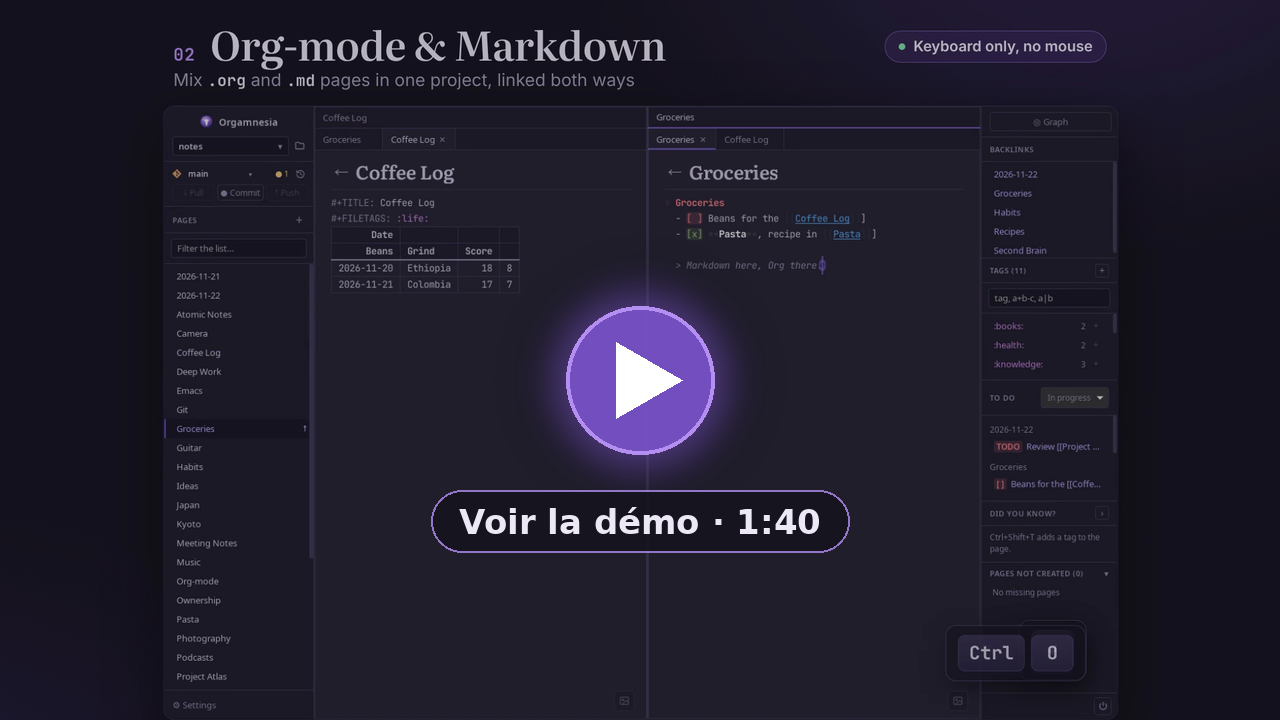 02 Org-mode & Markdown
Mix .org and .md pages in one project, linked both ways
Keyboard only, no mouse
Orgamnesia
notes
main
1
Pull
Commit
Push
PAGES
Filter the list...
2026-11-21
2026-11-22
Atomic Notes
Camera
Coffee Log
Deep Work
Emacs
Git
Groceries
Guitar
Habits
Ideas
Japan
Kyoto
Meeting Notes
Music
Org-mode
Ownership
Pasta
Photography
Podcasts
Project Atlas
Settings
Coffee Log
Groceries
Coffee Log ×
← Coffee Log
#+TITLE: Coffee Log
#+FILETAGS: :life:
Date
Beans Grind Score
2026-11-20 Ethiopia 18 8
2026-11-21 Colombia 17 7
Groceries
Groceries ×
Coffee Log
← Groceries
Groceries
- [ ] Beans for the Coffee Log ]
- [x] Pasta , recipe in Pasta ]
> Markdown here, Org there
Voir la démo · 1:40
Graph
BACKLINKS
2026-11-22
Groceries
Habits
Recipes
Second Brain
TAGS (11) +
tag, a+b-c, a|b
:books: 2 +
:health: 2 +
:knowledge: 3 +
TO DO
In progress
2026-11-22
TODO Review [[Project ...
Groceries
[ ] Beans for the [[Coffe...
DID YOU KNOW?
Ctrl+Shift+T adds a tag to the
page.
PAGES NOT CREATED (0)
No missing pages
Ctrl O